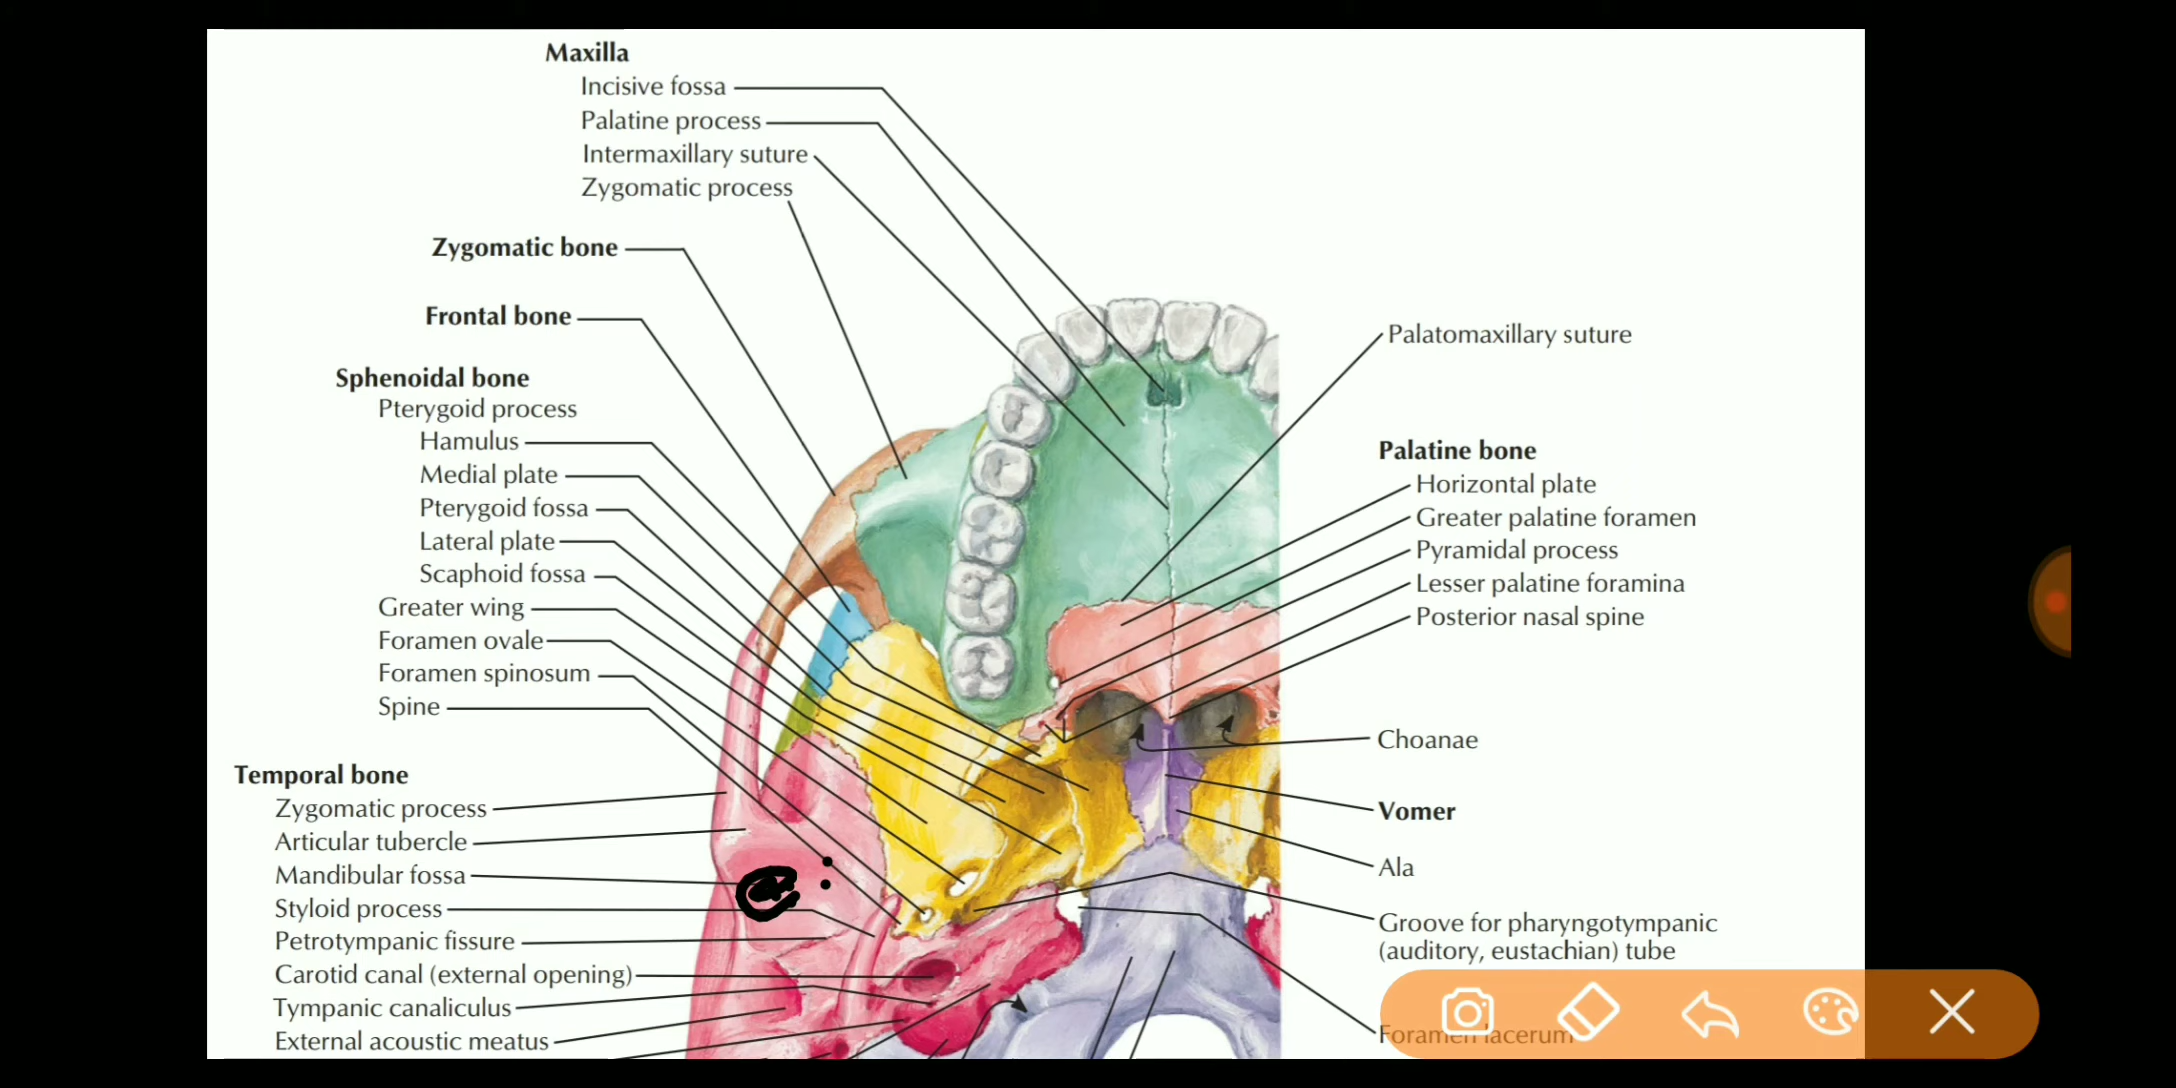 Maxilla
Incisive fossa
Palatine process
Intermaxillary suture
Zygomatic process
Zygomatic bone
Frontal bone
Sphenoidal bone
Pterygoid process
Hamulus
Medial plate
Pterygoid fossa
Lateral plate
Scaphoid fossa
Greater wing
Foramen ovale
Foramen spinosum
Spine
Temporal bone
Zygomatic process
Articular tubercle
Mandibular fossa
Styloid process
Petrotympanic fissure
Carotid canal (external opening)
Tympanic canaliculus
External acoustic meatus
Palatomaxillary suture
Palatine bone
Horizontal plate
Greater palatine foramen
Pyramidal process
Lesser palatine foramina
Posterior nasal spine
Choanae
Vomer
Ala
Groove for pharyngotympanic
(auditory, eustachian) tube
Foramen lacerum